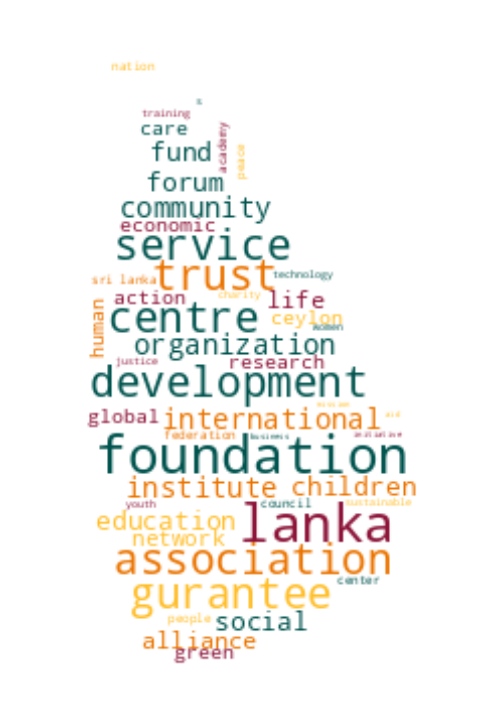 nation
s
training
care
academy
fund
peace
forum
community
economic
service
trust
technology
sri lanka
action
charity
life
human
centre
ceylon
women
organization
justice
research
development
mission
global
international
aid
federation
business
initiative
foundation
institute
children
youth
council
sustainable
education
lanka
network
association
center
gurantee
people
social
alliance
green